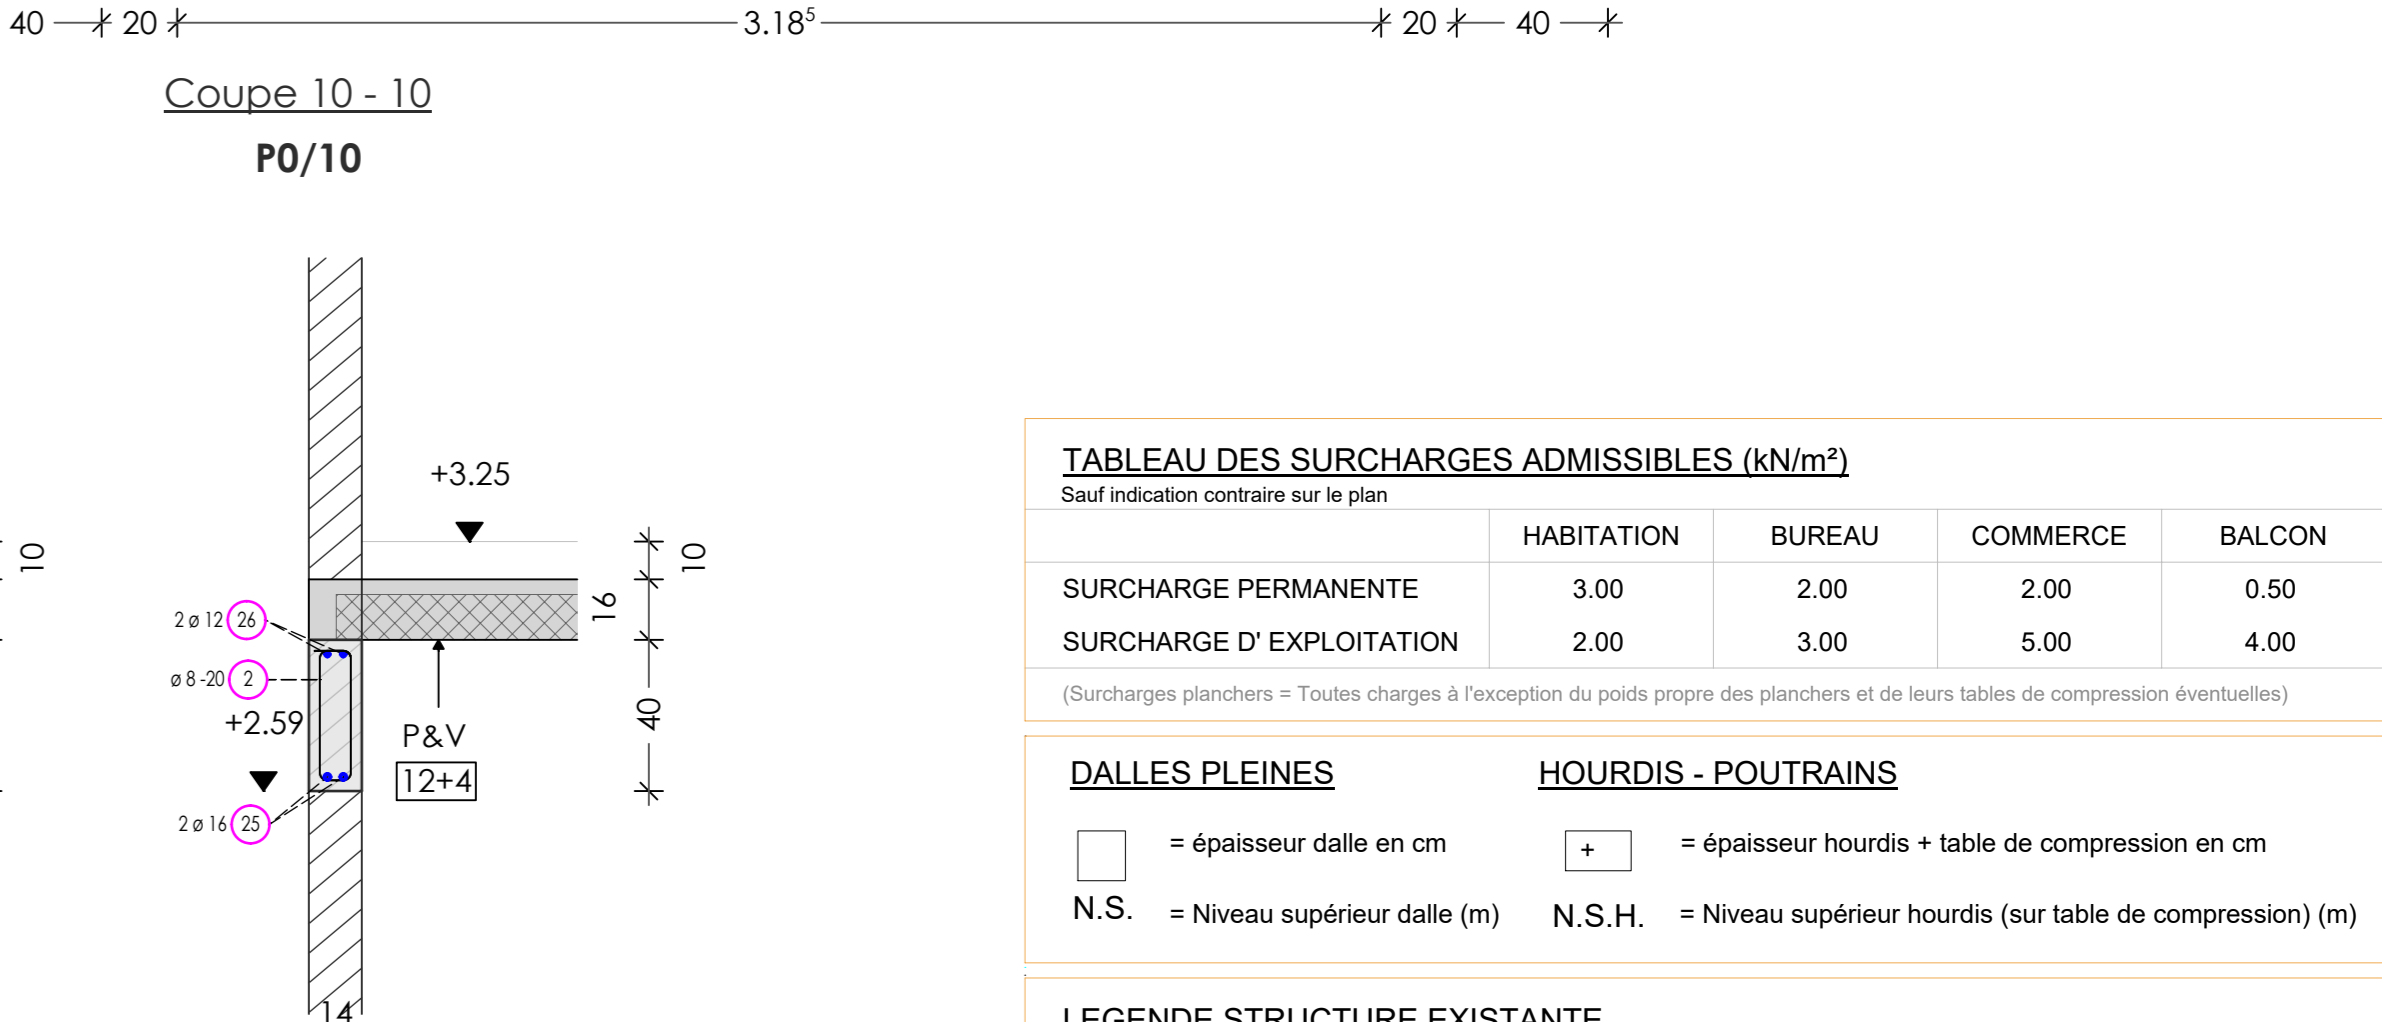 40 20 3.18⁵ 20 40
Coupe 10 - 10
P0/10
+3.25
10
10
16
2 ø 12 26
ø 8 -20 2
+2.59
40
P&V
12+4
2 ø 16 25
14
TABLEAU DES SURCHARGES ADMISSIBLES (kN/m²)
Sauf indication contraire sur le plan
HABITATION BUREAU COMMERCE BALCON
SURCHARGE PERMANENTE 3.00 2.00 2.00 0.50
SURCHARGE D' EXPLOITATION 2.00 3.00 5.00 4.00
(Surcharges planchers = Toutes charges à l'exception du poids propre des planchers et de leurs tables de compression éventuelles)
DALLES PLEINES
= épaisseur dalle en cm
N.S. = Niveau supérieur dalle (m)
HOURDIS - POUTRAINS
+ = épaisseur hourdis + table de compression en cm
N.S.H. = Niveau supérieur hourdis (sur table de compression) (m)
LEGENDE STRUCTURE EXISTANTE